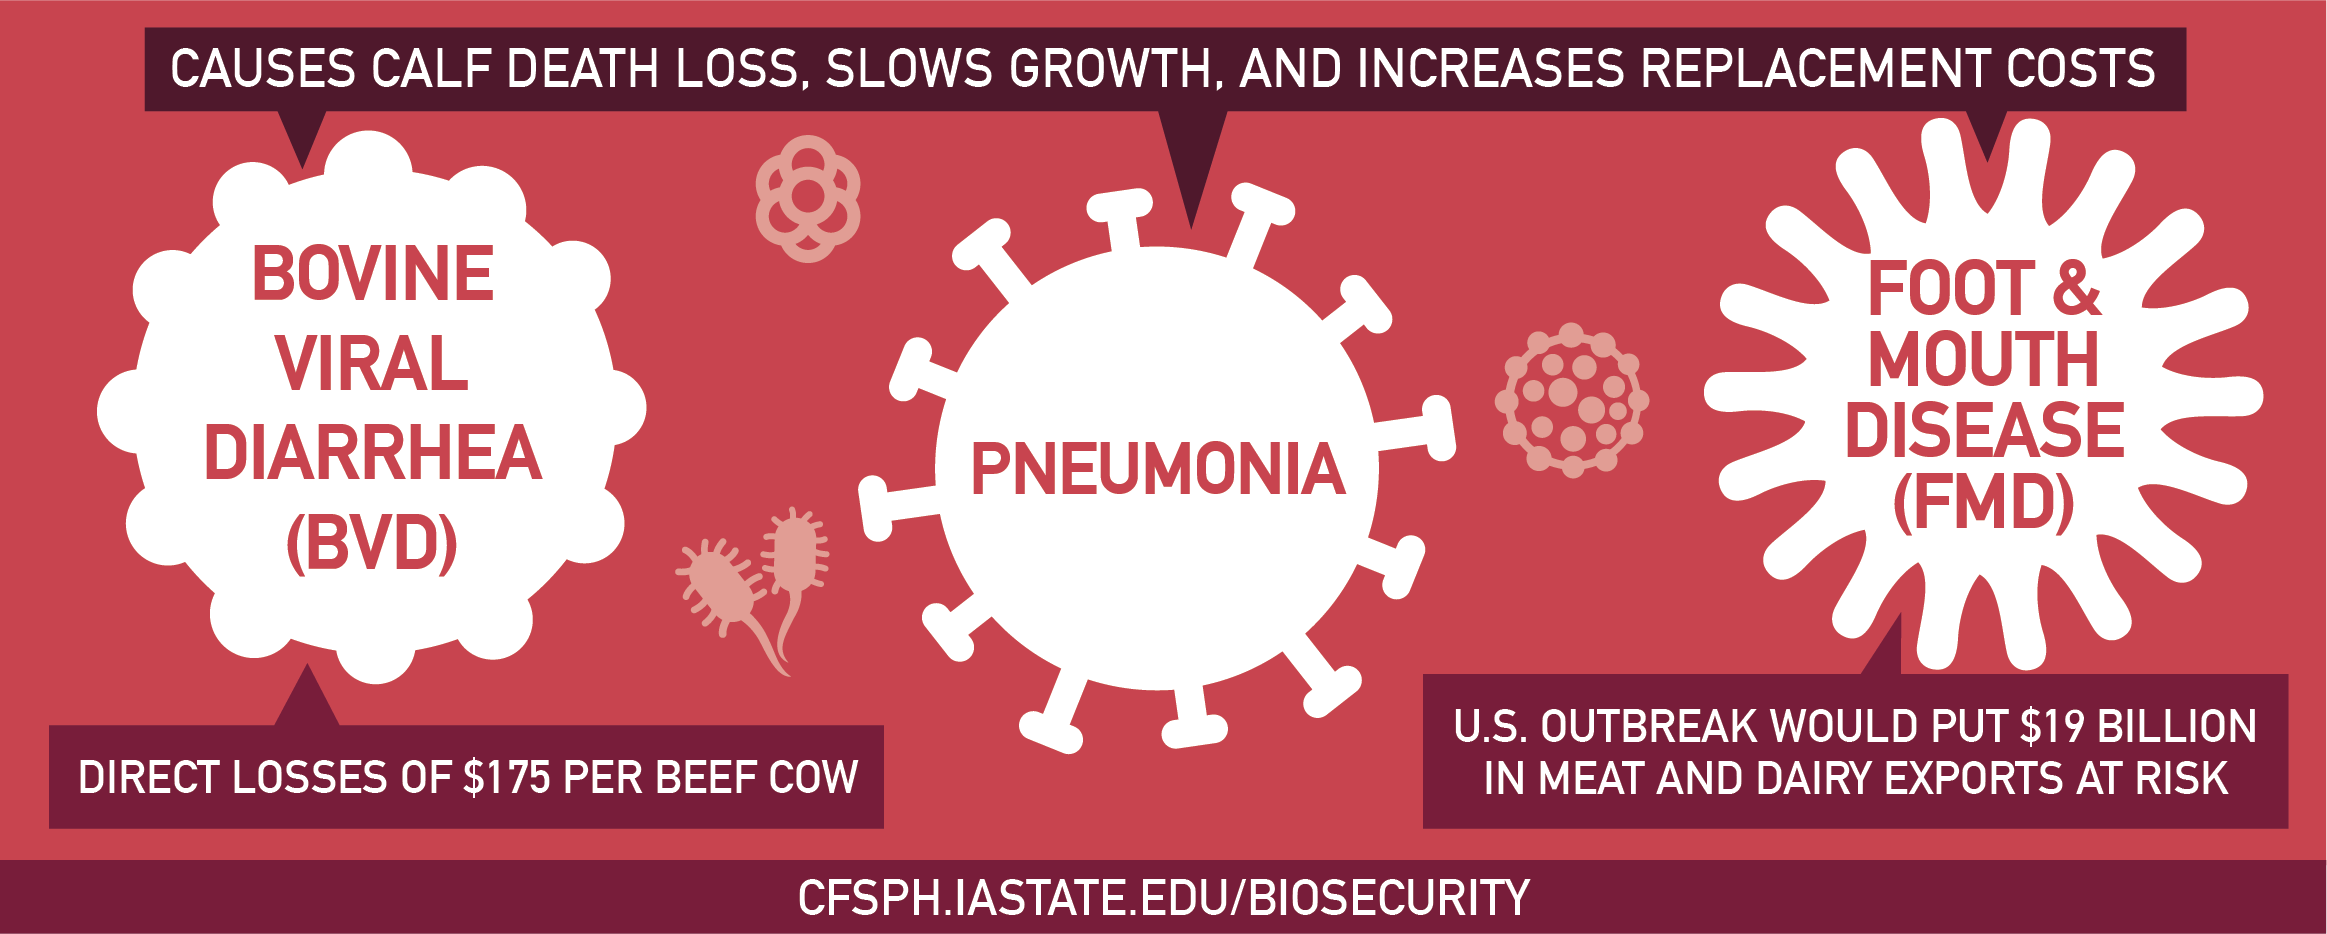 CAUSES CALF DEATH LOSS, SLOWS GROWTH, AND INCREASES REPLACEMENT COSTS
BOVINE
VIRAL
DIARRHEA
(BVD)
DIRECT LOSSES OF $175 PER BEEF COW
PNEUMONIA
FOOT &
MOUTH
DISEASE
(FMD)
U.S. OUTBREAK WOULD PUT $19 BILLION
IN MEAT AND DAIRY EXPORTS AT RISK
CFSPH.IASTATE.EDU/BIOSECURITY